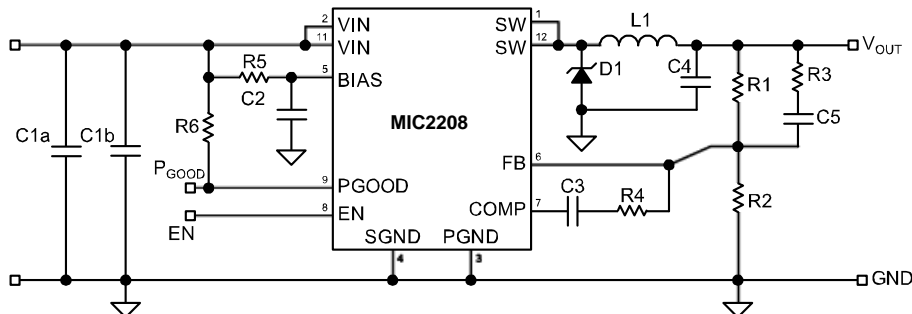 1
L1
2
VIN
SW
11
VIN
SW
12
V OUT
R5
5
BIAS
D1
C4
R1
R3
C2
MIC2208
C5
C1a
C1b
R6
P GOOD
FB
6
9
PGOOD
C3
R4
R2
8
EN
COMP
7
EN
SGND
PGND
4
3
GND